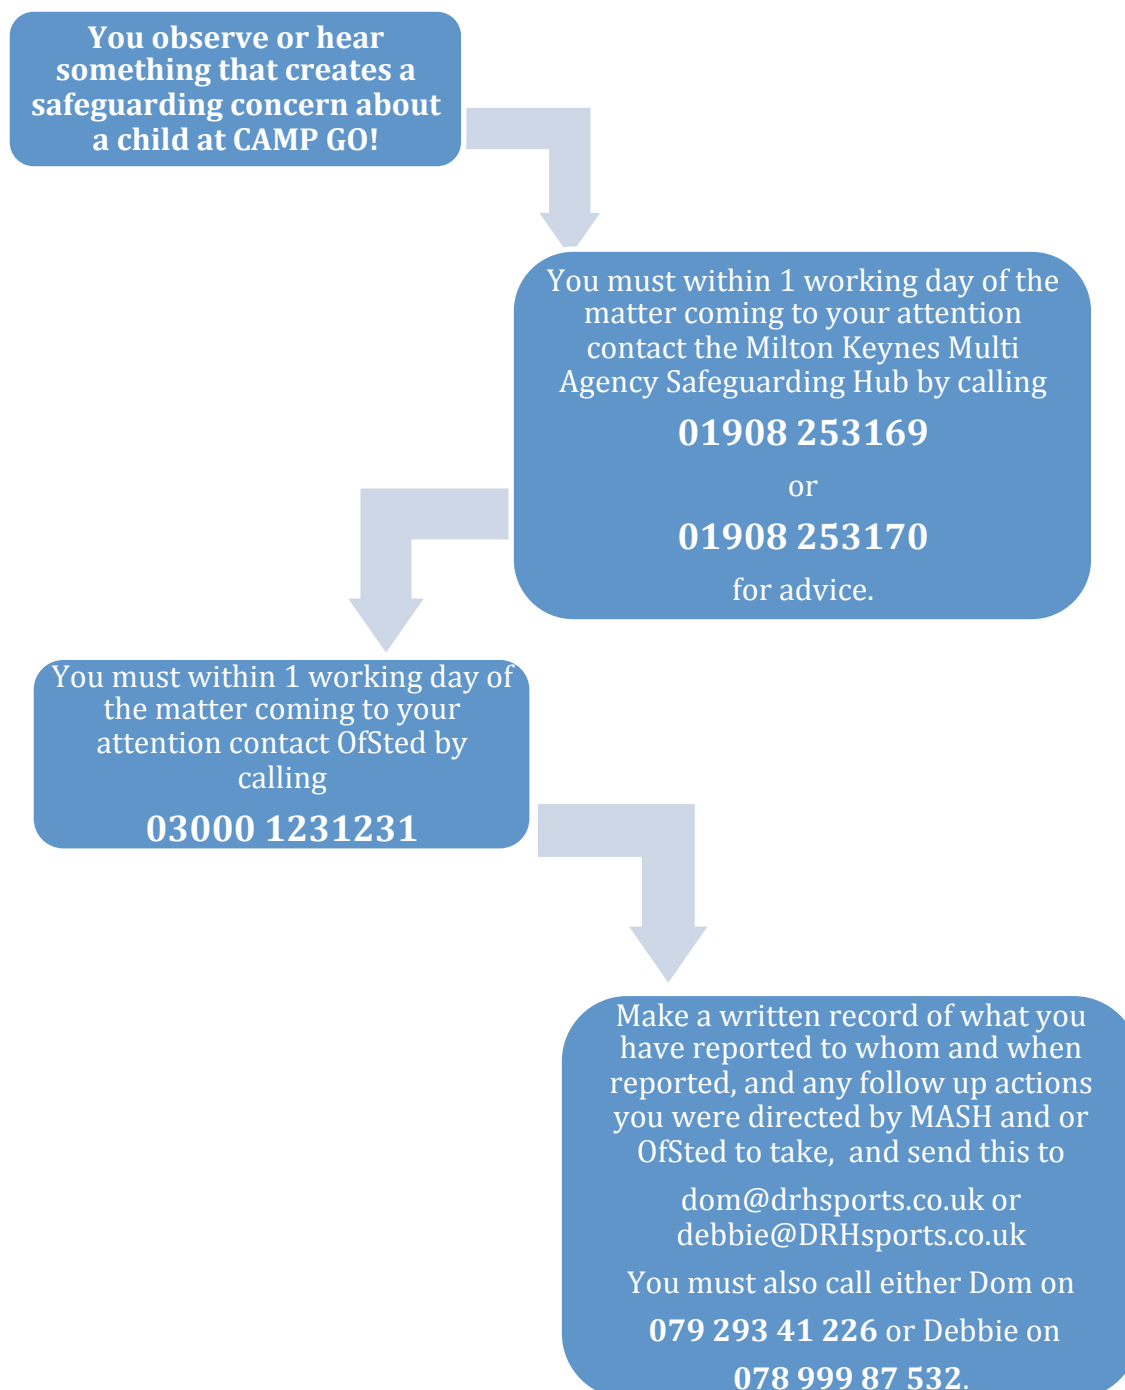 You observe or hear
something that creates a
safeguarding concern about
a child at CAMP GO!
You must within 1 working day of the
matter coming to your attention
contact the Milton Keynes Multi
Agency Safeguarding Hub by calling
01908 253169
or
01908 253170
for advice.
You must within 1 working day of
the matter coming to your
attention contact OfSted by
calling
03000 1231231
Make a written record of what you
have reported to whom and when
reported, and any follow up actions
you were directed by MASH and or
OfSted to take,  and send this to
dom@drhsports.co.uk or
debbie@DRHsports.co.uk
You must also call either Dom on
079 293 41 226 or Debbie on
078 999 87 532.